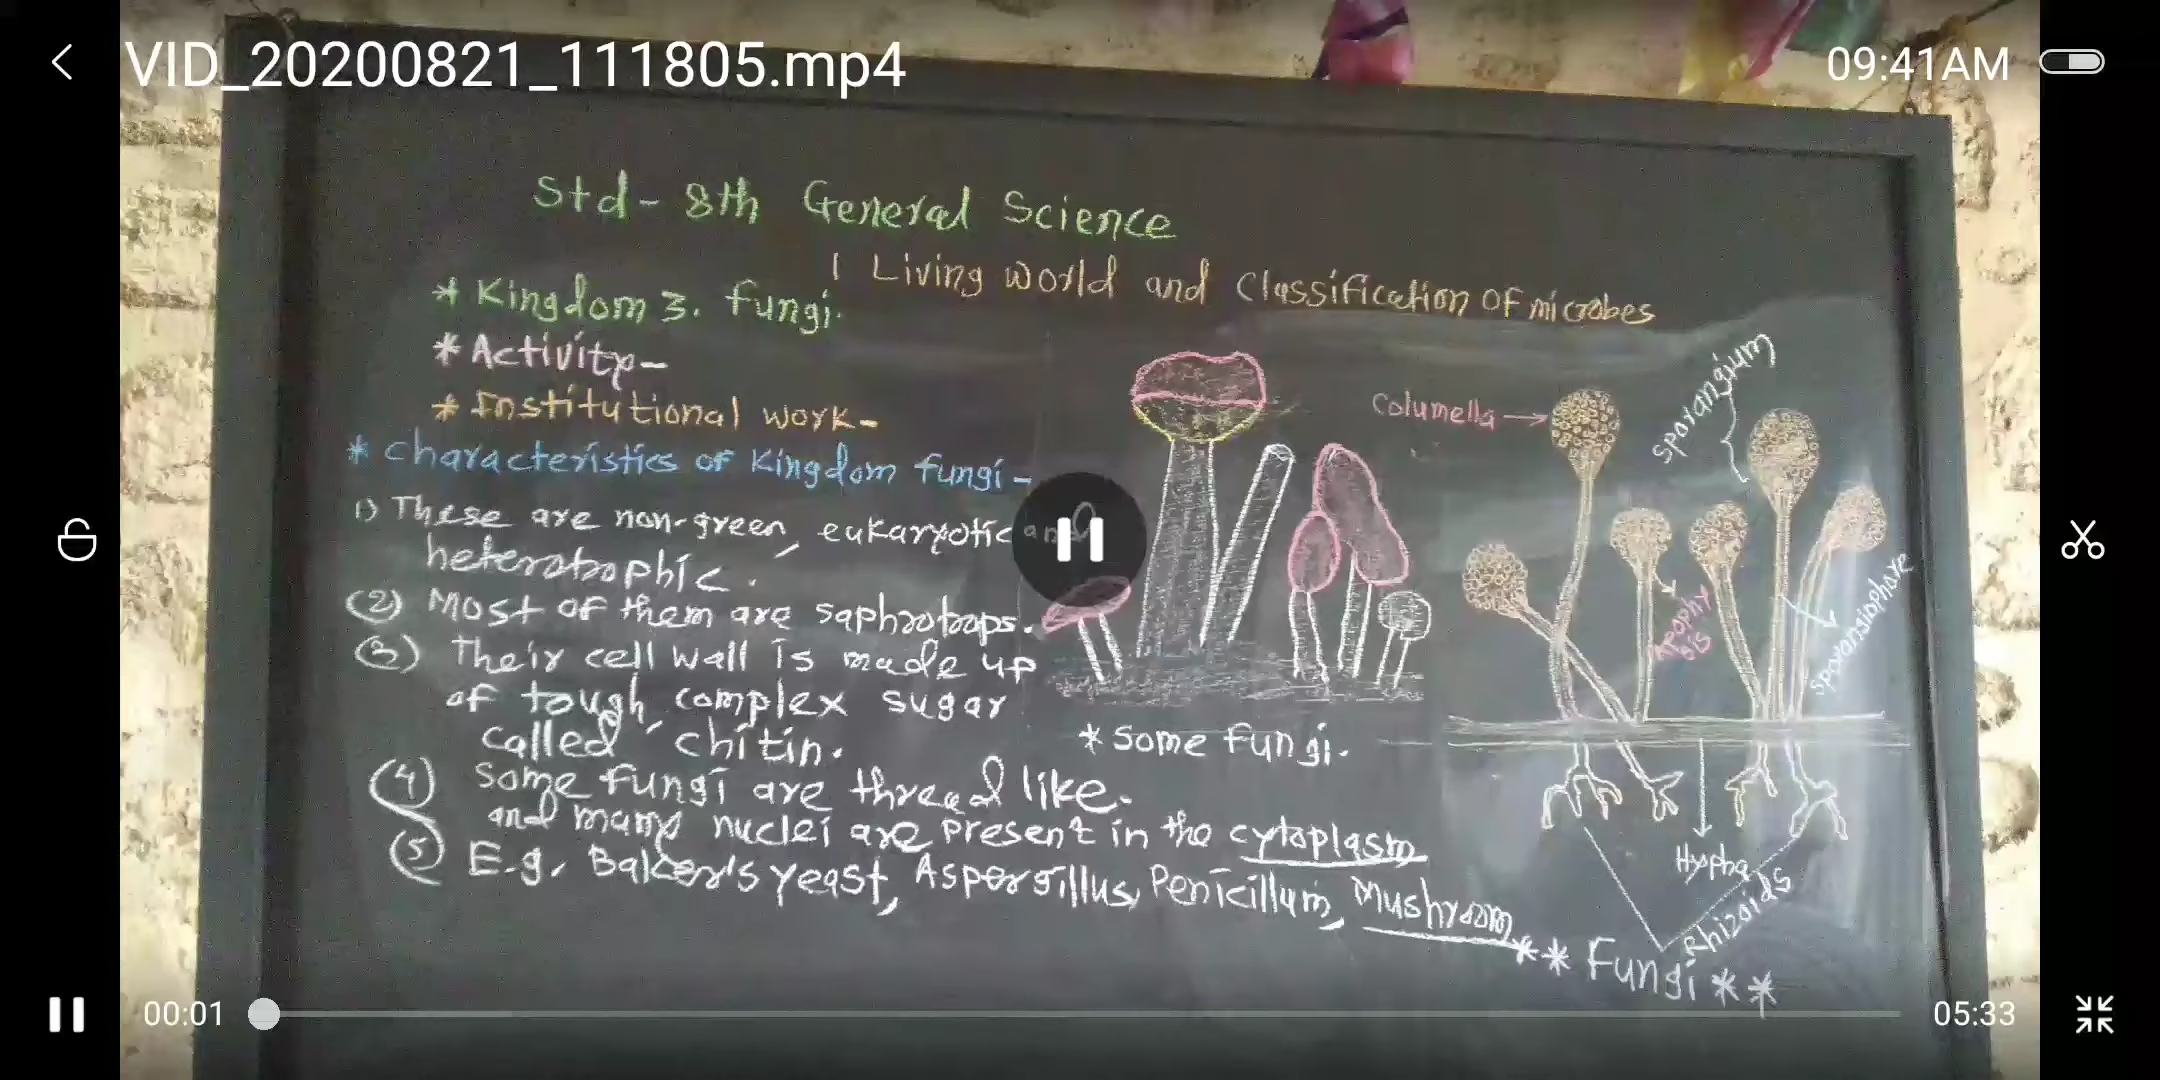 VID_20200821_111805.mp4
09:41AM
Std - 8th General Science
1 Living world and Classification of microbes
* Kingdom 3. fungi.
* Activity-
* Institutional work-
* Characteristics of Kingdom fungi-
1) These are non-green, eukaryotic and
heterotrophic.
(2) Most of them are saphrotrops.
(3) Their cell wall is made up
of tough, complex sugar
called 'chitin.
(4) some fungi are thread like.
and many nuclei are present in the cytoplasm
(5) E.g. Baker's yeast, Aspergillus, Penicillum, Mushroom
* some fungi.
Columella
sporangium
Apophy
sis
sporangiophore
Hypha
Rhizoids
** Fungi **
00:01
05:33